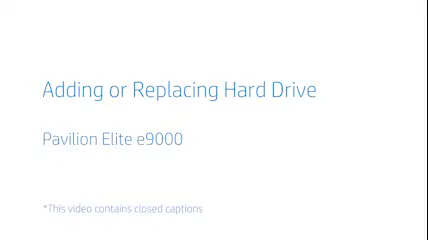 Adding or Replacing Hard Drive
Pavilion Elite e9000
*This video contains closed captions